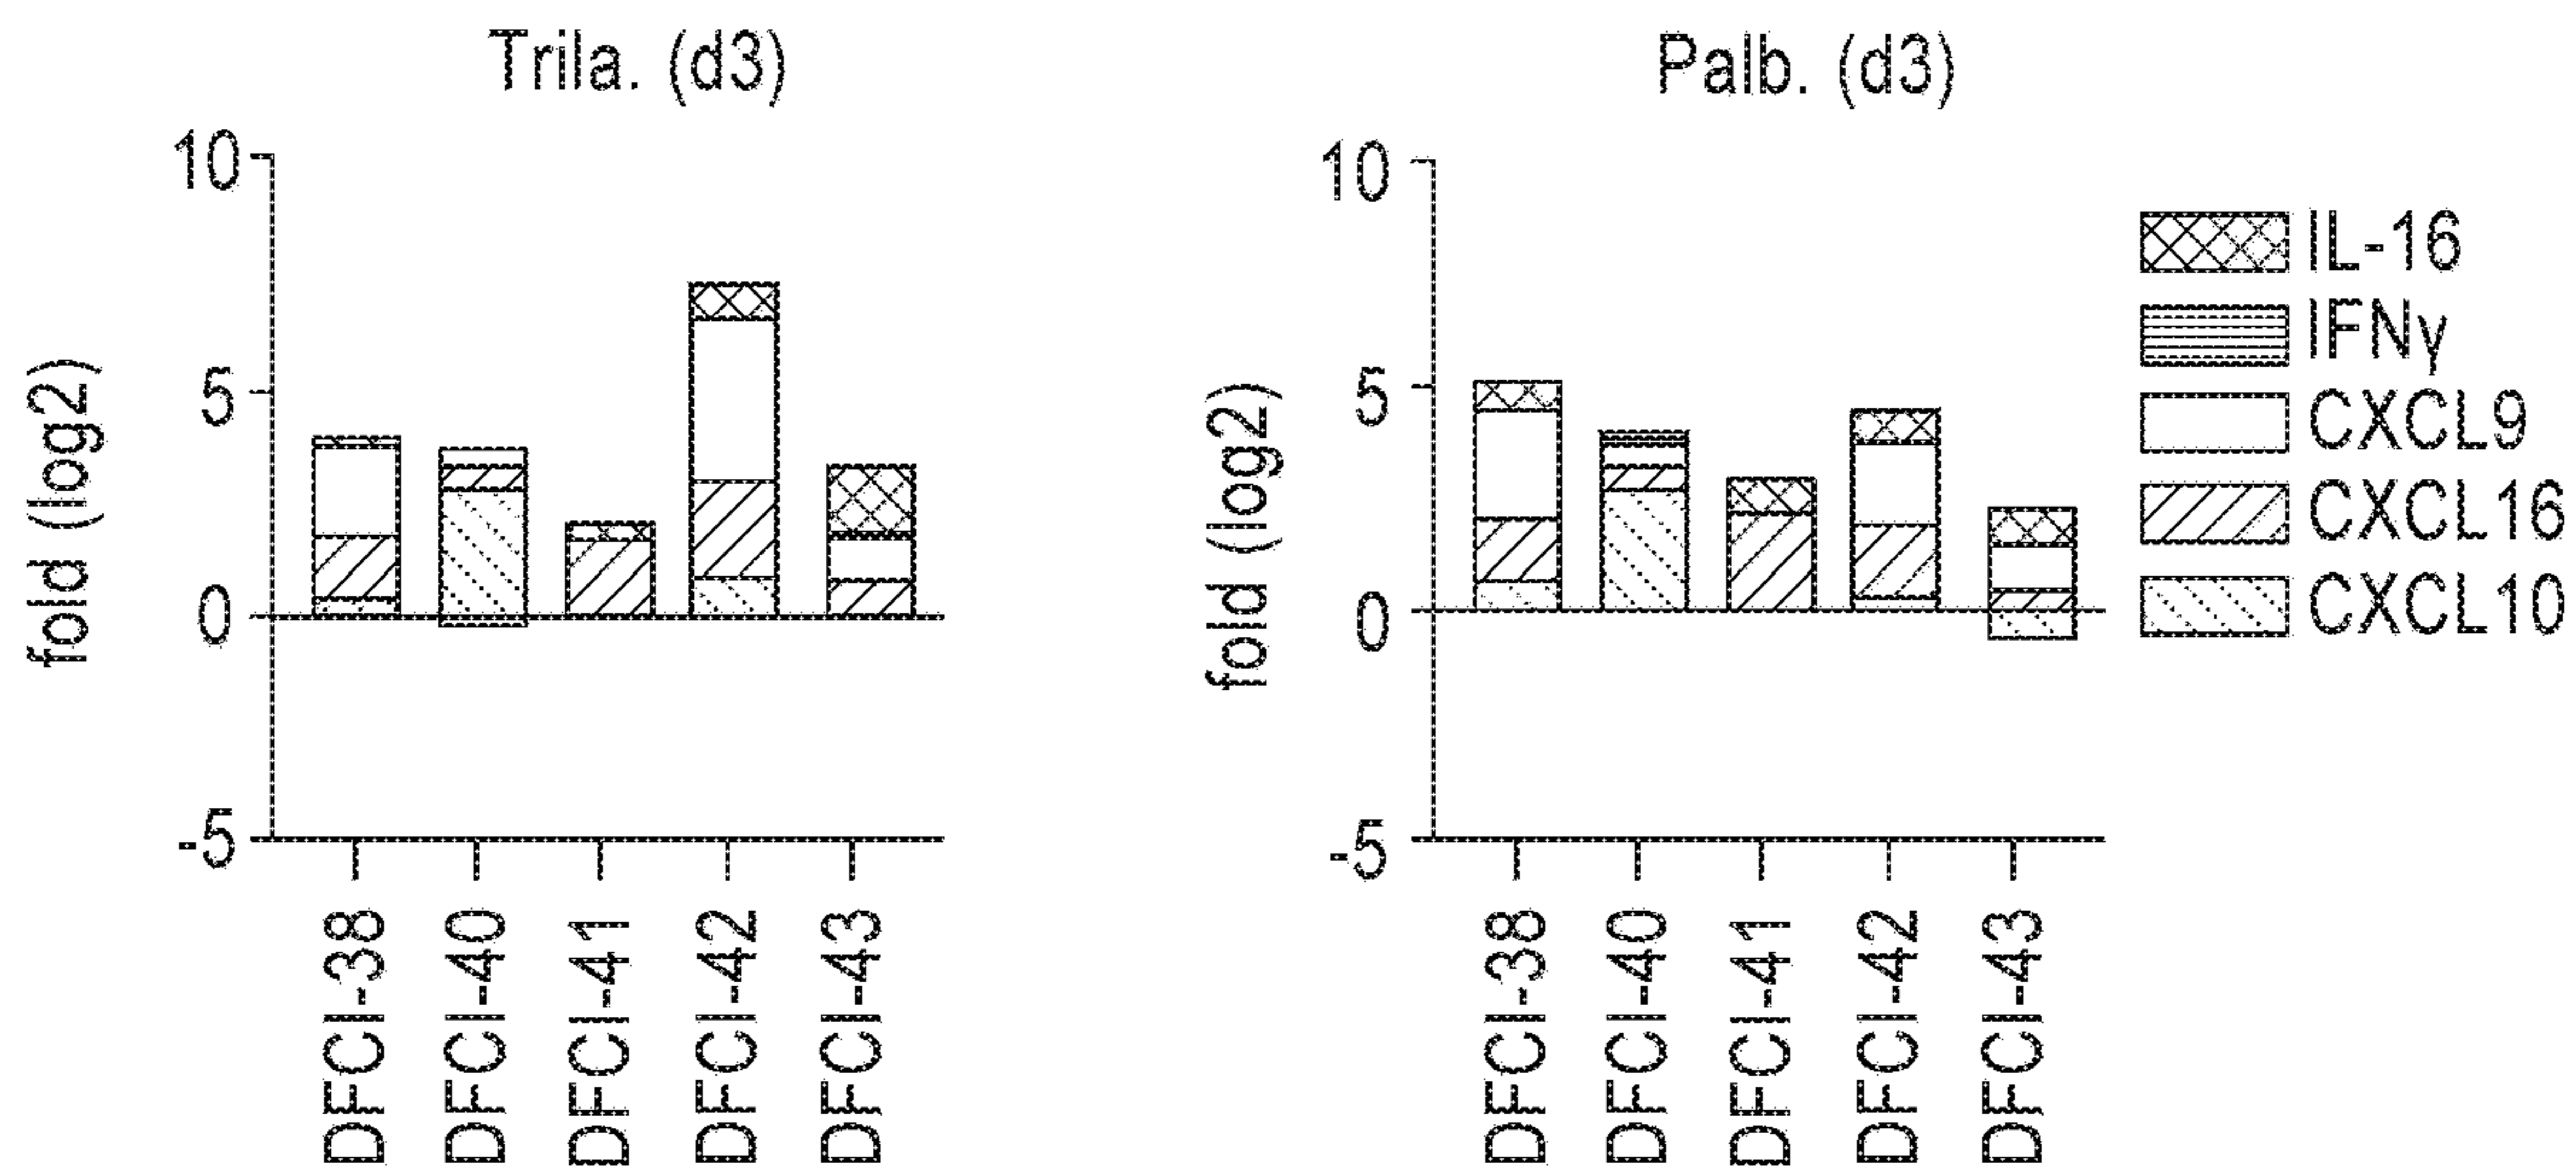 Trila. (d3)
fold (log2)
10
5
0
-5
DFCI-38
DFCI-40
DFCI-41
DFCI-42
DFCI-43
Palb. (d3)
fold (log2)
10
5
0
-5
DFCI-38
DFCI-40
DFCI-41
DFCI-42
DFCI-43
IL-16
IFNγ
CXCL9
CXCL16
CXCL10